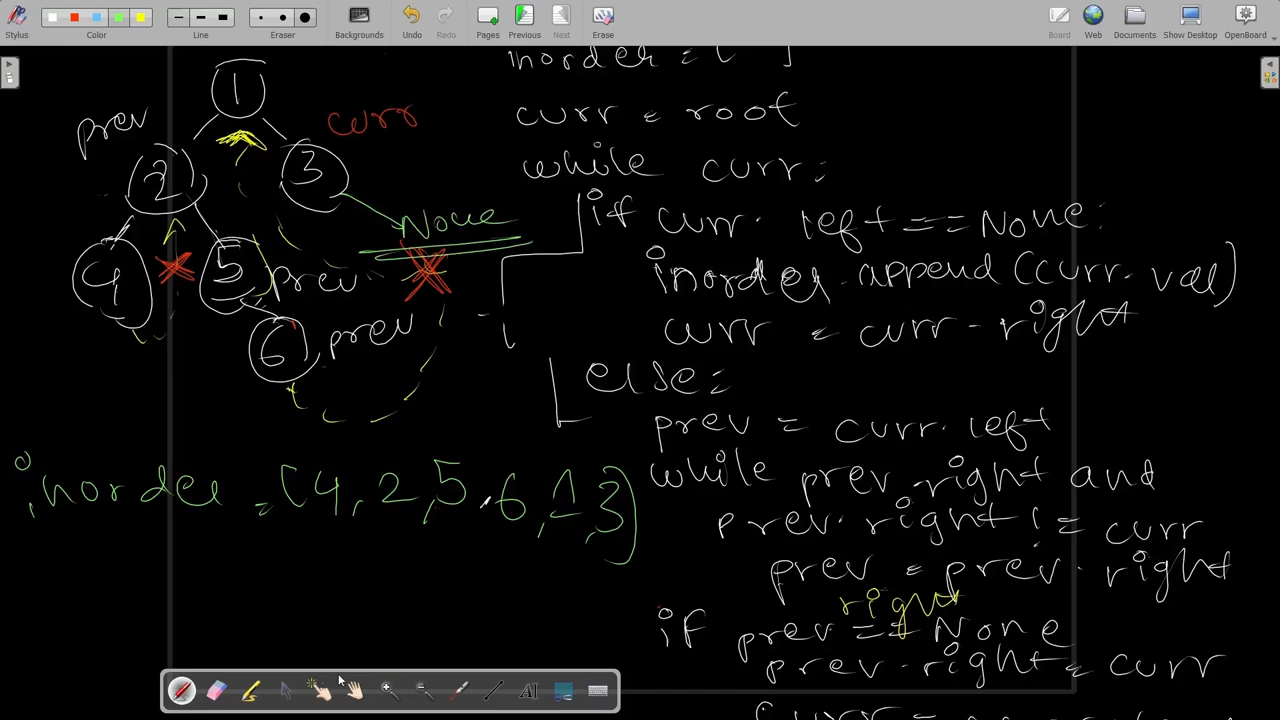 Stylus
Color
Line
Eraser
Backgrounds
Undo
Redo
Pages
Previous
Next
Erase
Board
Web
Documents
Show Desktop
OpenBoard
inorder = [ ]
curr = root
while curr:
if curr. left == None:
inorder.append (curr. val)
curr = curr.right
else:
prev = curr.left
while prev.right and
prev.right != curr
prev = prev.right
right
if prev == None
prev.right = curr
curr =
1
prev
curr
2
3
None
4
5
prev
6
prev
inorder = [4, 2, 5, 6, 1, 3]
AI